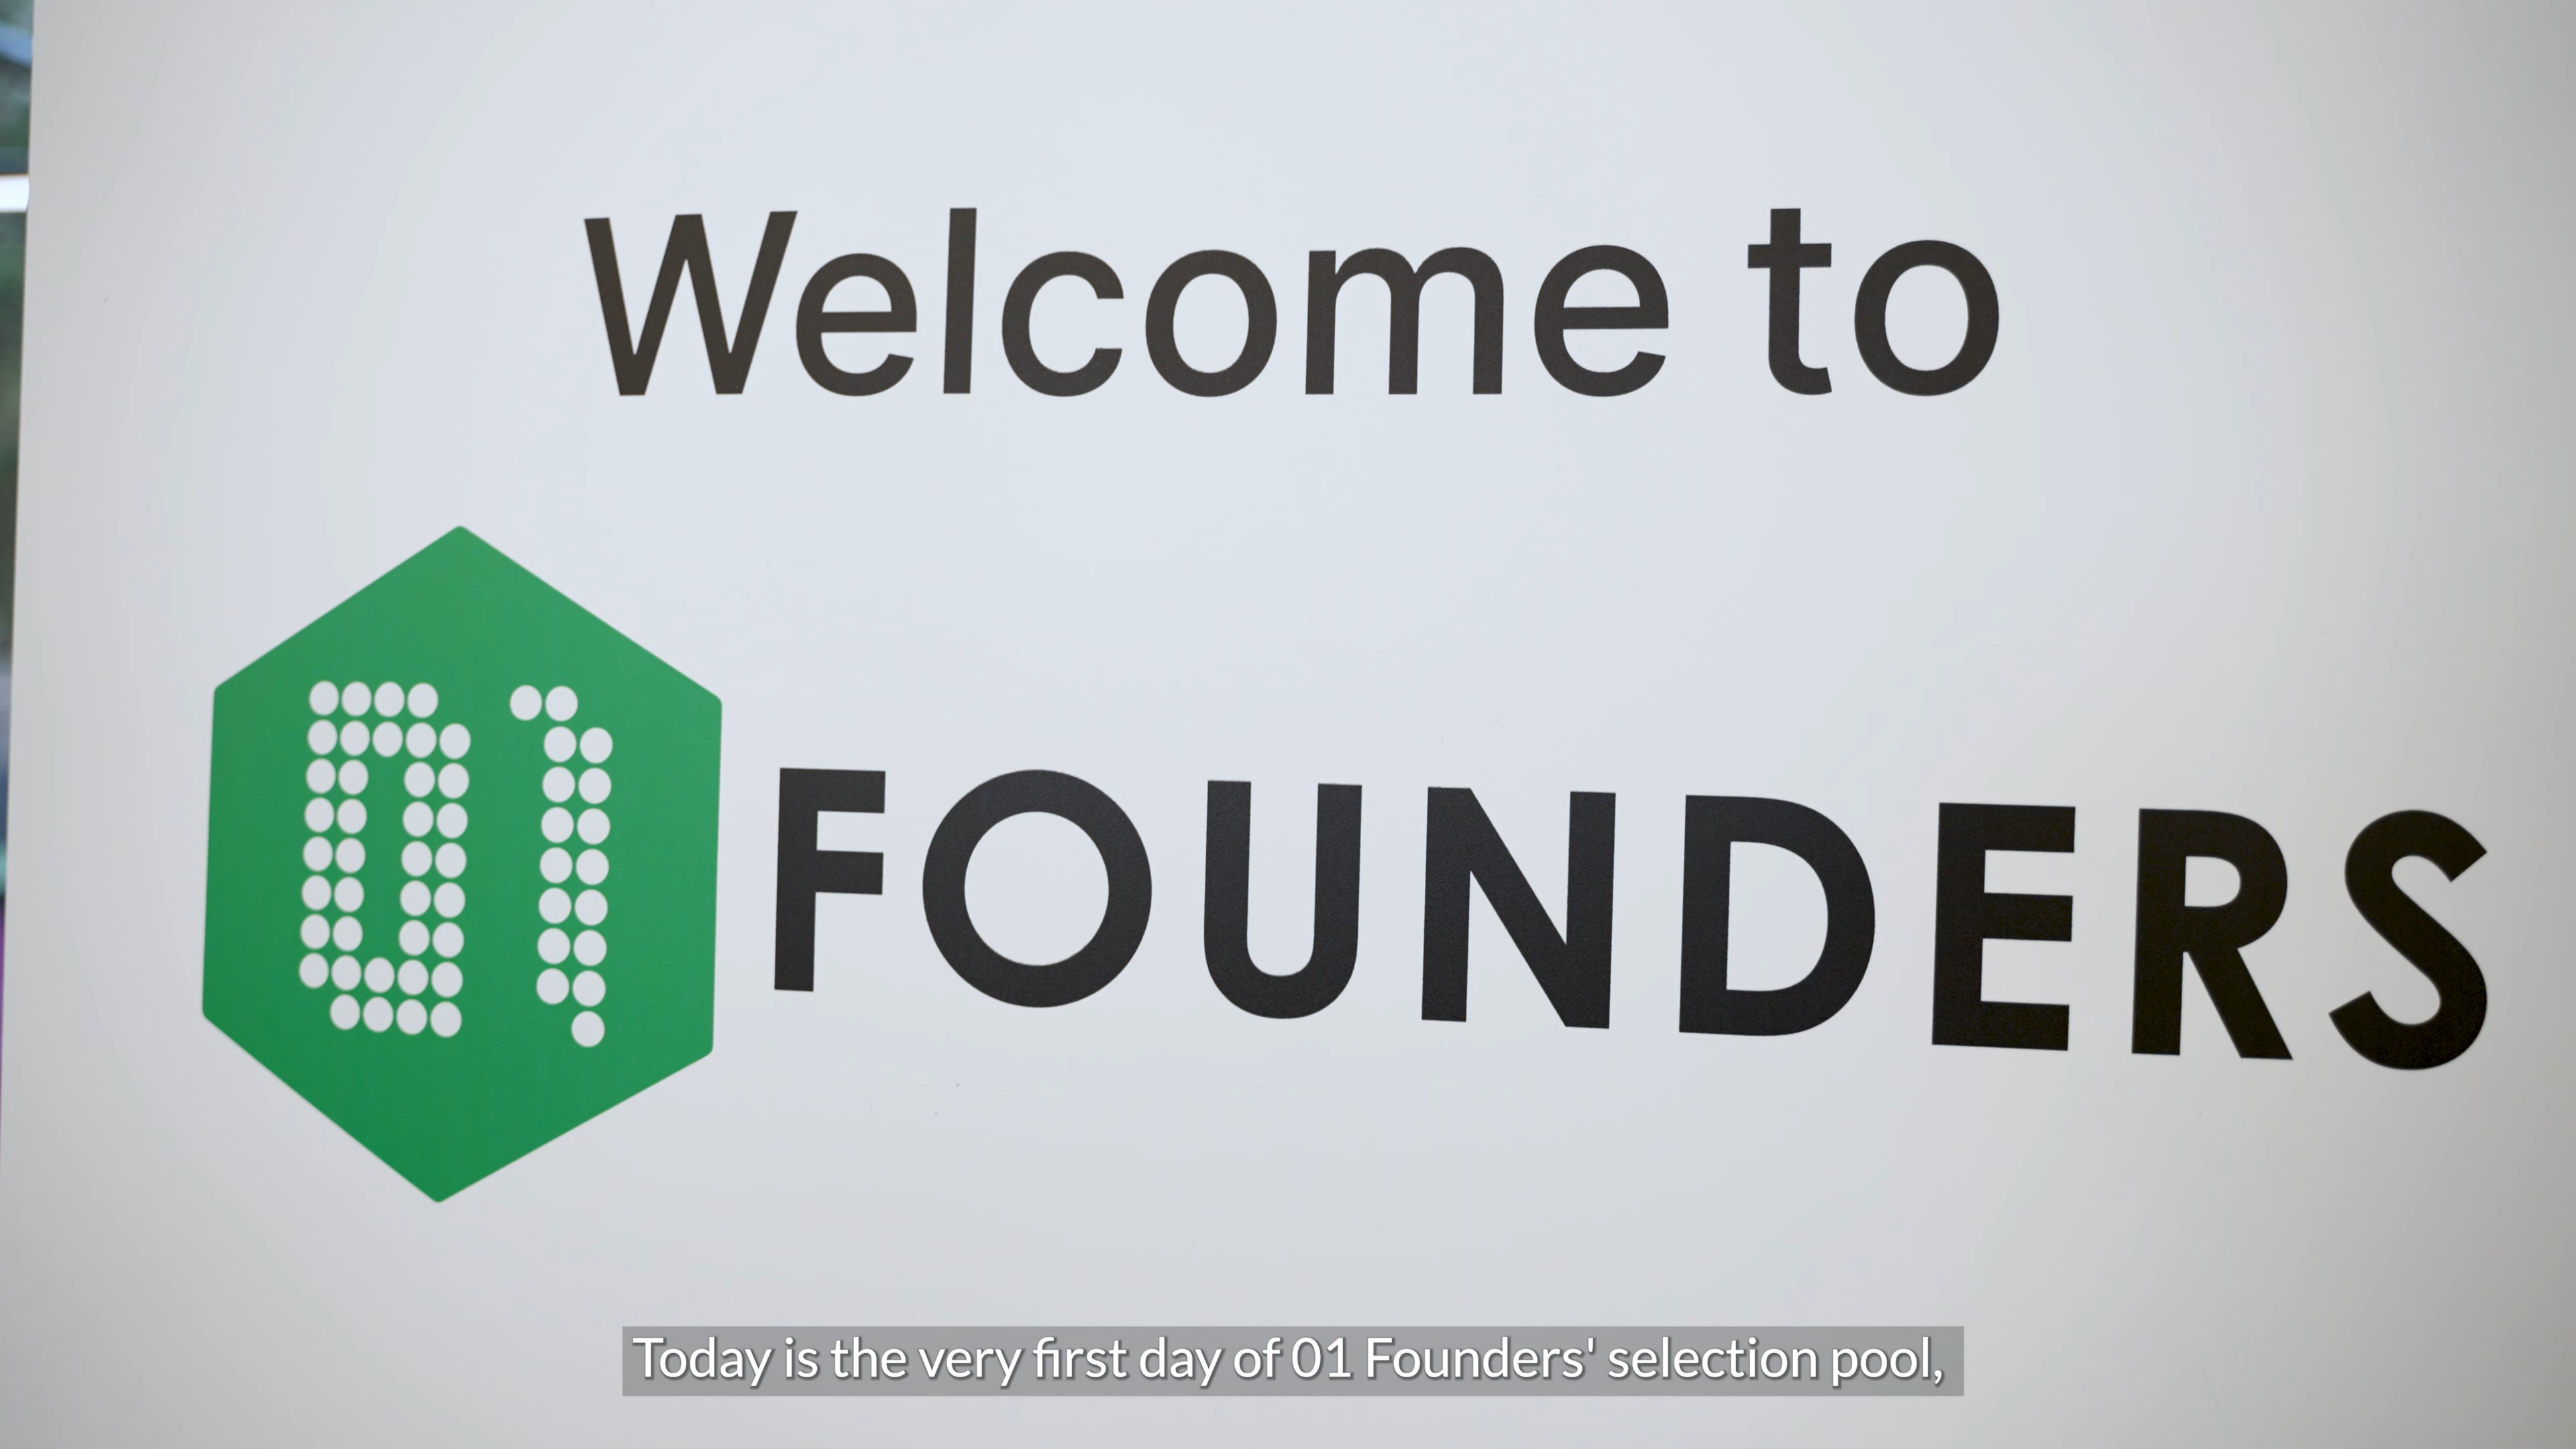 Welcome to
01 FOUNDERS
Today is the very first day of 01 Founders' selection pool,